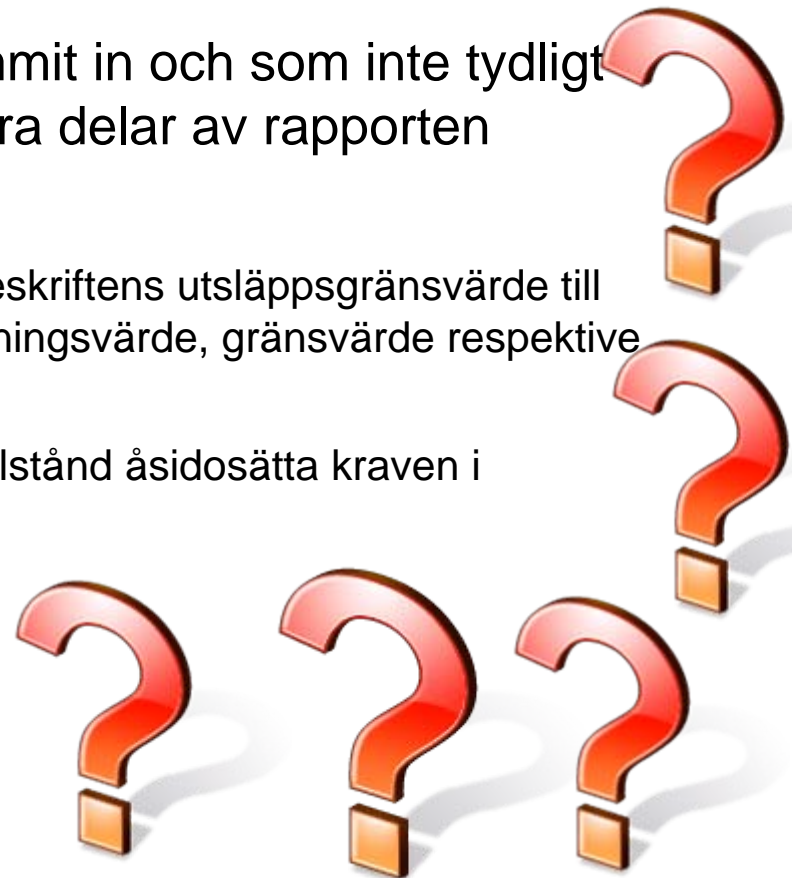 mit in och som inte tydligt
ra delar av rapporten
eskriftens utsläppsgränsvärde till
ningsvärde, gränsvärde respektive
lstånd åsidosätta kraven i